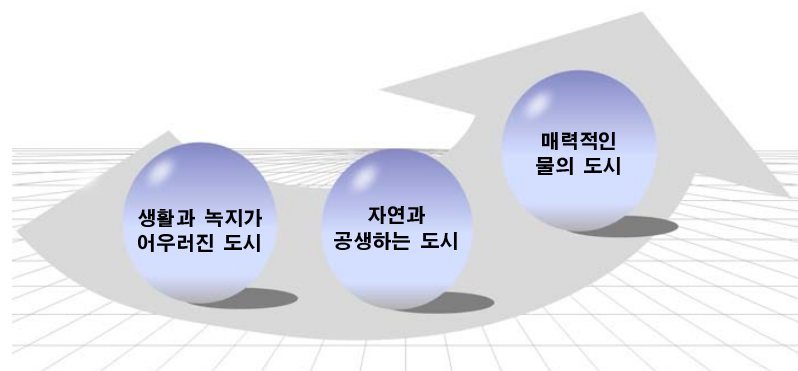 생활과 녹지가
어우러진 도시
자연과
공생하는 도시
매력적인
물의 도시